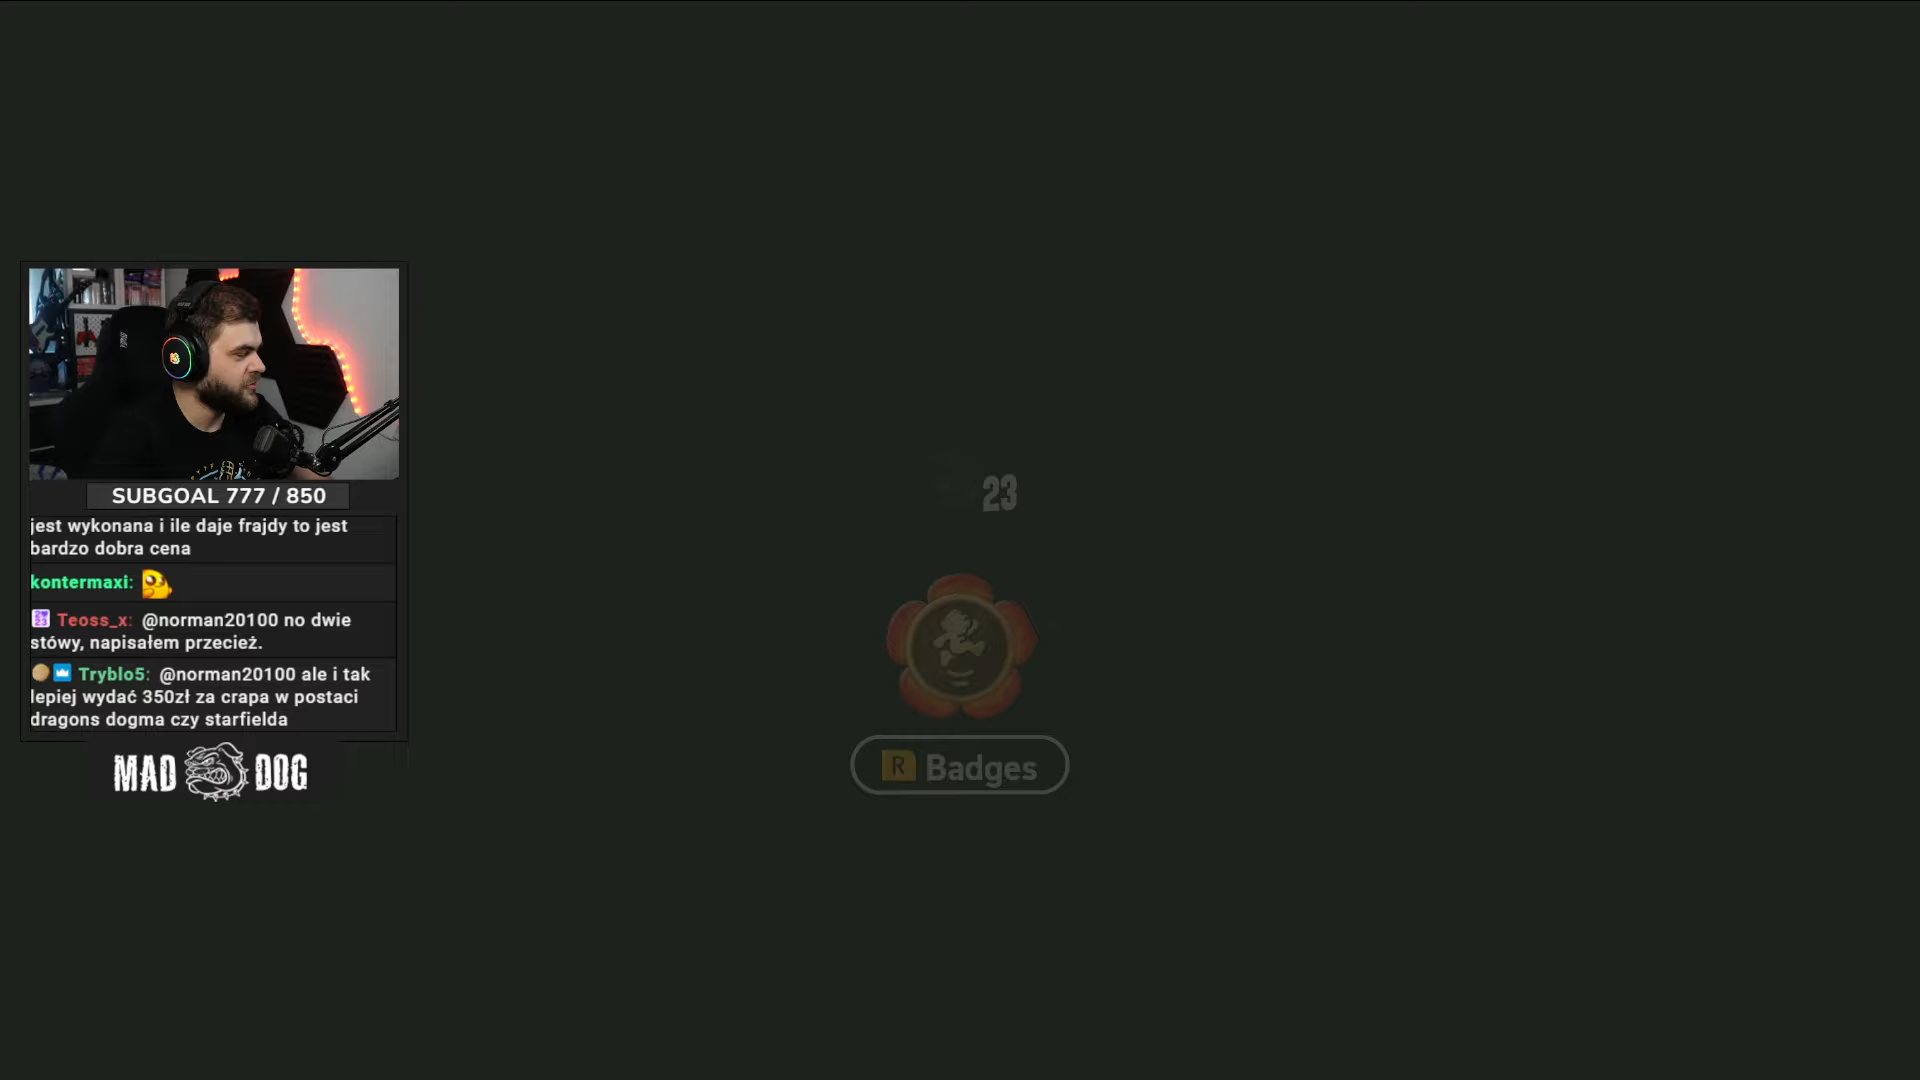 SUBGOAL 777 / 850
jest wykonana i ile daje frajdy to jest
bardzo dobra cena
kontermaxi:
Teoss_x: @norman20100 no dwie
stówy, napisałem przecież.
Tryblo5: @norman20100 ale i tak
lepiej wydać 350zł za crapa w postaci
dragons dogma czy starfielda
MAD DOG
23
R Badges